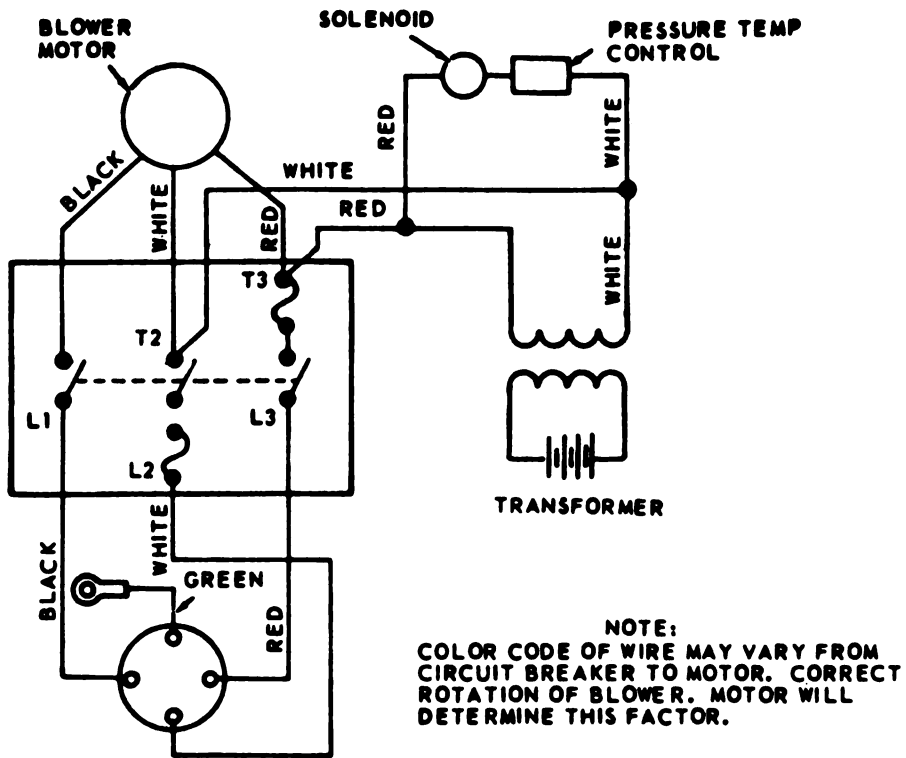 BLOWER
MOTOR
SOLENOID
PRESSURE TEMP
CONTROL
BLACK
WHITE
RED
WHITE
RED
RED
WHITE
WHITE
T3
T2
L1
L3
L2
TRANSFORMER
BLACK
WHITE
GREEN
RED
NOTE:
COLOR CODE OF WIRE MAY VARY FROM
CIRCUIT BREAKER TO MOTOR. CORRECT
ROTATION OF BLOWER. MOTOR WILL
DETERMINE THIS FACTOR.